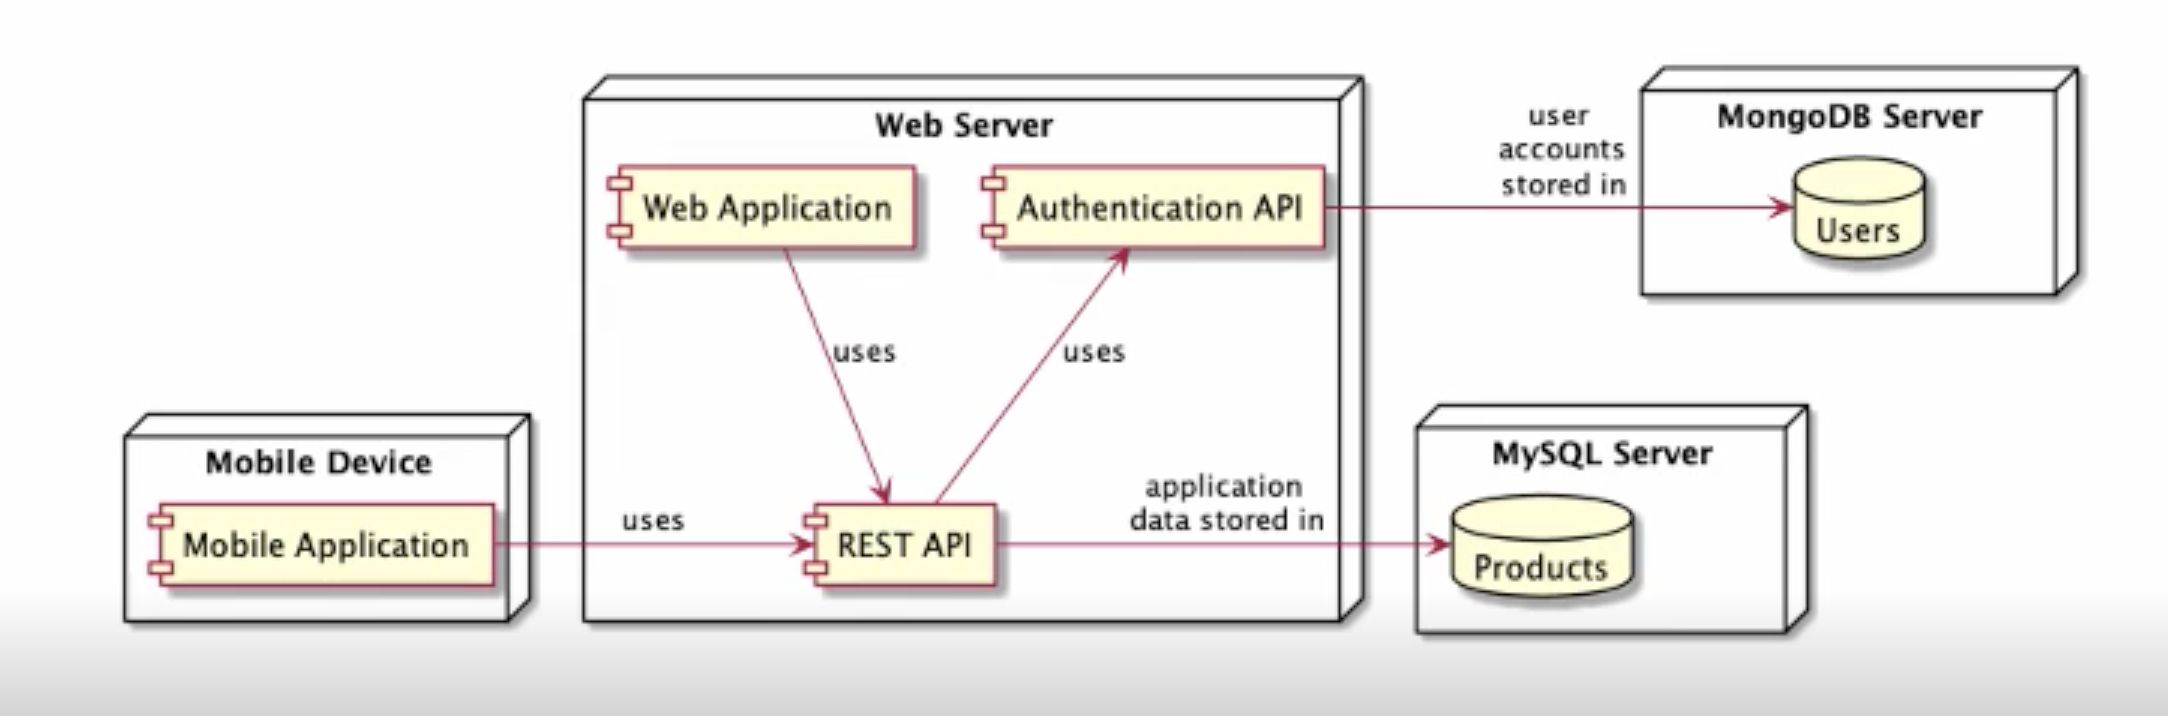 Web Server
Web Application
Authentication API
user
accounts
stored in
MongoDB Server
Users
uses
uses
Mobile Device
Mobile Application
uses
REST API
application
data stored in
MySQL Server
Products